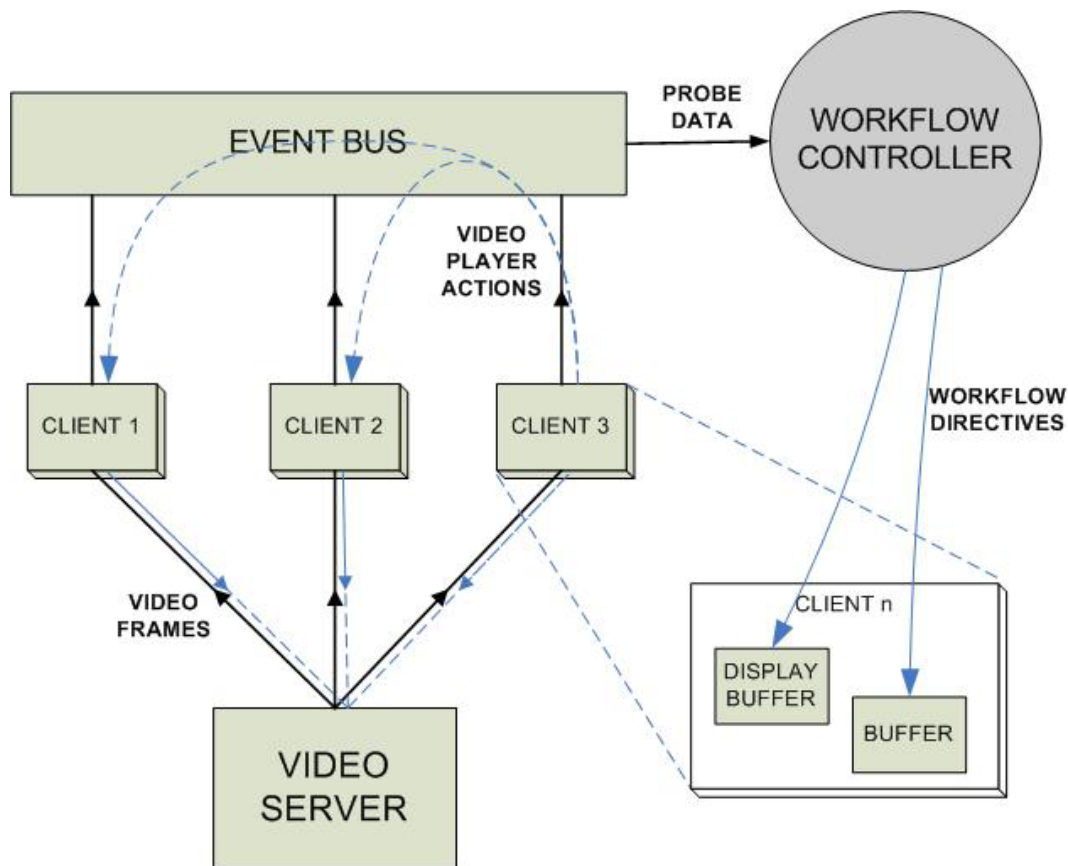 PROBE
DATA
WORKFLOW
CONTROLLER
EVENT BUS
VIDEO
PLAYER
ACTIONS
CLIENT 1
CLIENT 2
CLIENT 3
WORKFLOW
DIRECTIVES
VIDEO
FRAMES
CLIENT n
DISPLAY
BUFFER
BUFFER
VIDEO
SERVER